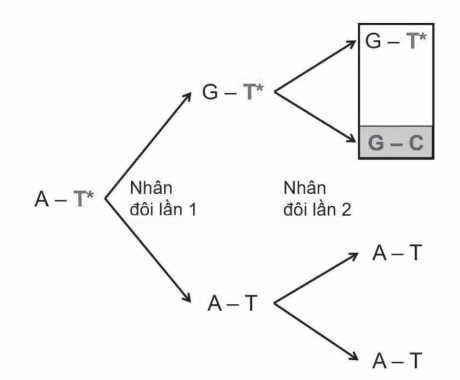 G – T*
G – T*
G – C
A – T*
Nhân
đôi lần 1
Nhân
đôi lần 2
A – T
A – T
A – T